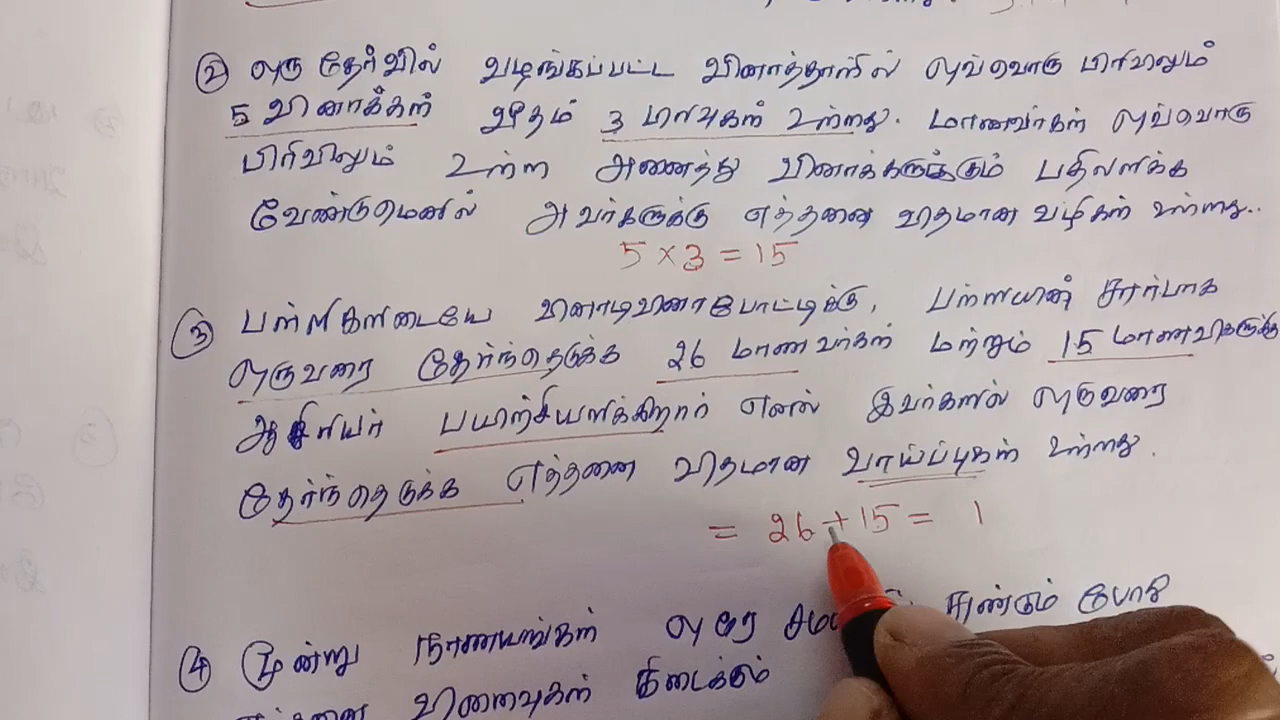 ② ஒரு தேர்வில் வழங்கப்பட்ட வினாத்தாளில் ஒவ்வொரு பிரிவிலும்
5 வினாக்கள் வீதம் 3 பிரிவுகள் உள்ளது. மாணவர்கள் ஒவ்வொரு
பிரிவிலும் உள்ள அணைத்து வினாக்களுக்கும் பதிலளிக்க
வேண்டுமெனில் அவர்களுக்கு எத்தனை விதமான வழிகள் உள்ளது..
5 × 3 = 15
③ பள்ளிகளிடையே வினாடிவினா போட்டிக்கு, பள்ளியின் சார்பாக
ஒருவரை தேர்ந்தெடுக்க 26 மாணவர்கள் மற்றும் 15 மாணவிகளுக்கு
ஆசிரியர் பயிற்சியளிக்கிறார் எனில் இவர்களில் ஒருவரை
தேர்ந்தெடுக்க எத்தனை விதமான வாய்ப்புகள் உள்ளது.
= 26 + 15 = 1
④ மூன்று நாணயங்கள் ஒரே சுண்டும் போது
விளைவுகள் கிடைக்கும்